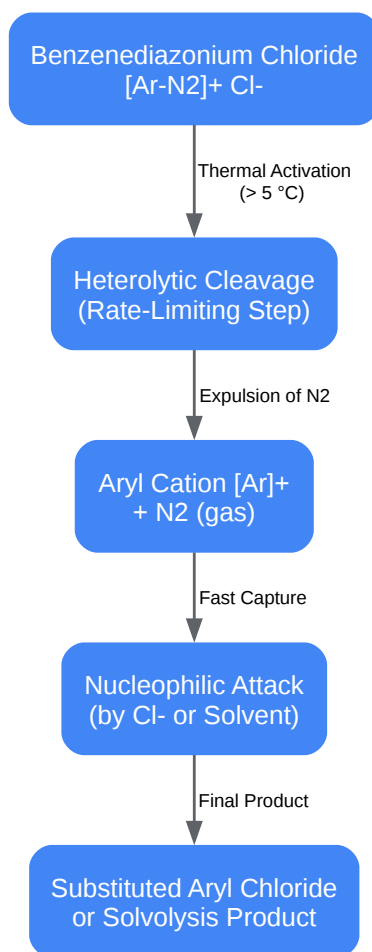 Benzenediazonium Chloride
[Ar-N2]+ Cl-
Thermal Activation
(> 5 °C)
Heterolytic Cleavage
(Rate-Limiting Step)
Expulsion of N2
Aryl Cation [Ar]+
+ N2 (gas)
Fast Capture
Nucleophilic Attack
(by Cl- or Solvent)
Final Product
Substituted Aryl Chloride
or Solvolysis Product